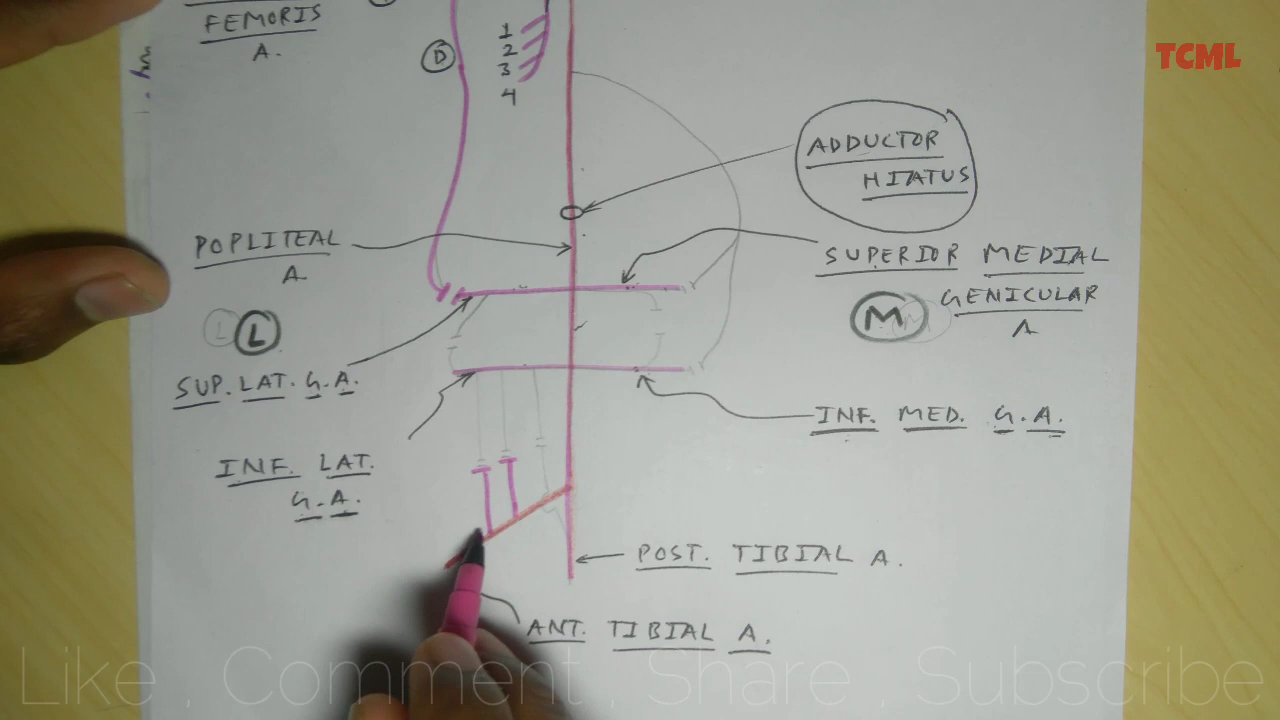 FEMORIS
A.
D
1
2
3
4
TCML
ADDUCTOR
HIATUS
POPLITEAL
A.
SUPERIOR MEDIAL
GENICULAR
A
M
L
L
SUP. LAT. G.A.
INF. MED. G.A.
INF. LAT.
G.A.
POST. TIBIAL A.
ANT. TIBIAL A.
Like , Comment , Share , Subscribe